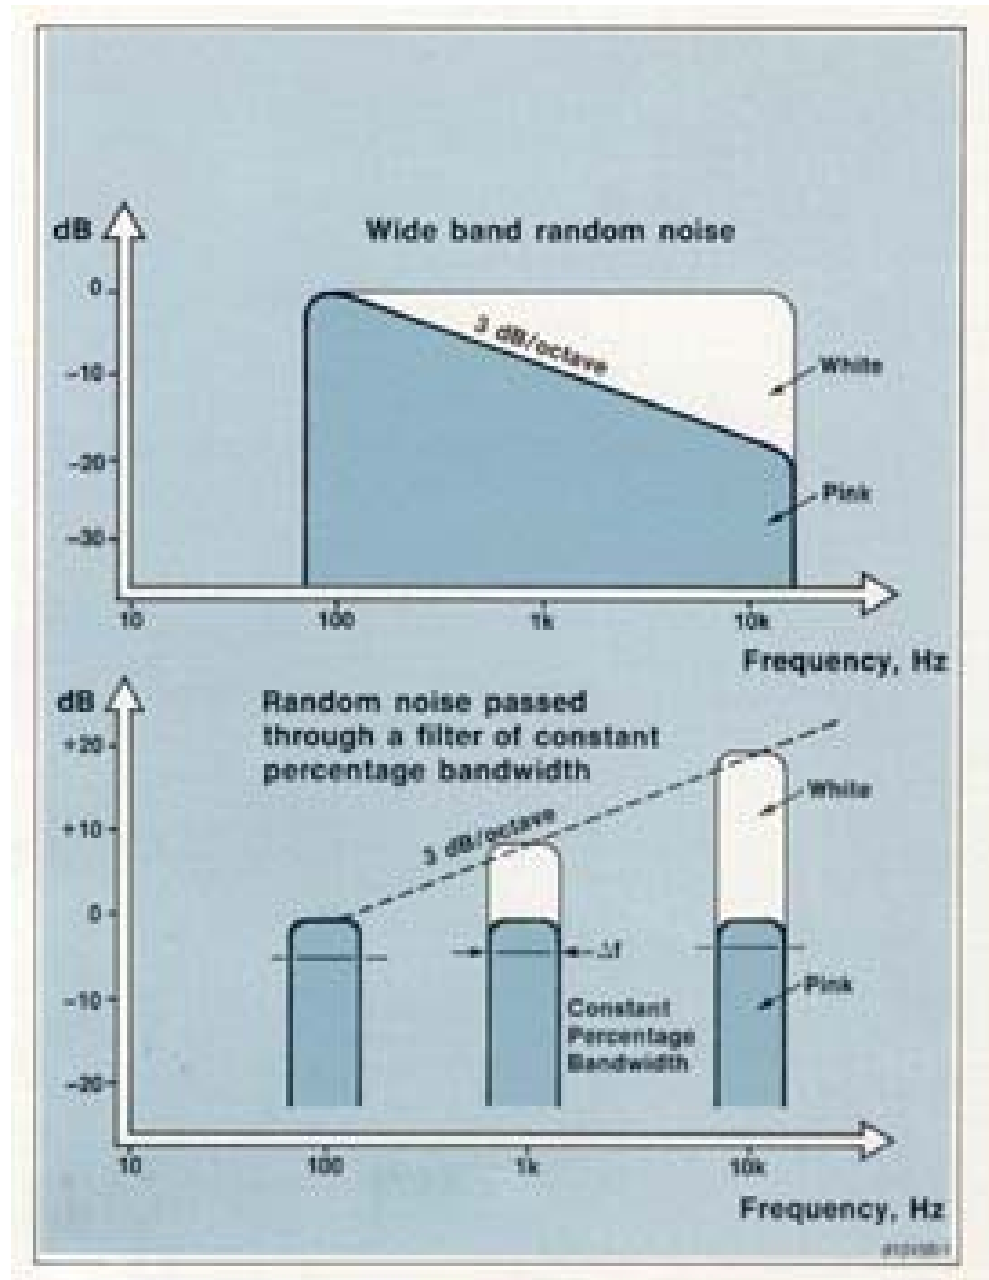 dB
Wide band random noise
0
3 dB/octave
-10
White
-20
Pink
-30
10
100
1k
10k
Frequency, Hz
dB
Random noise passed
through a filter of constant
percentage bandwidth
+20
White
+10
3 dB/octave
0
Δf
-10
Pink
Constant
Percentage
Bandwidth
-20
10
100
1k
10k
Frequency, Hz